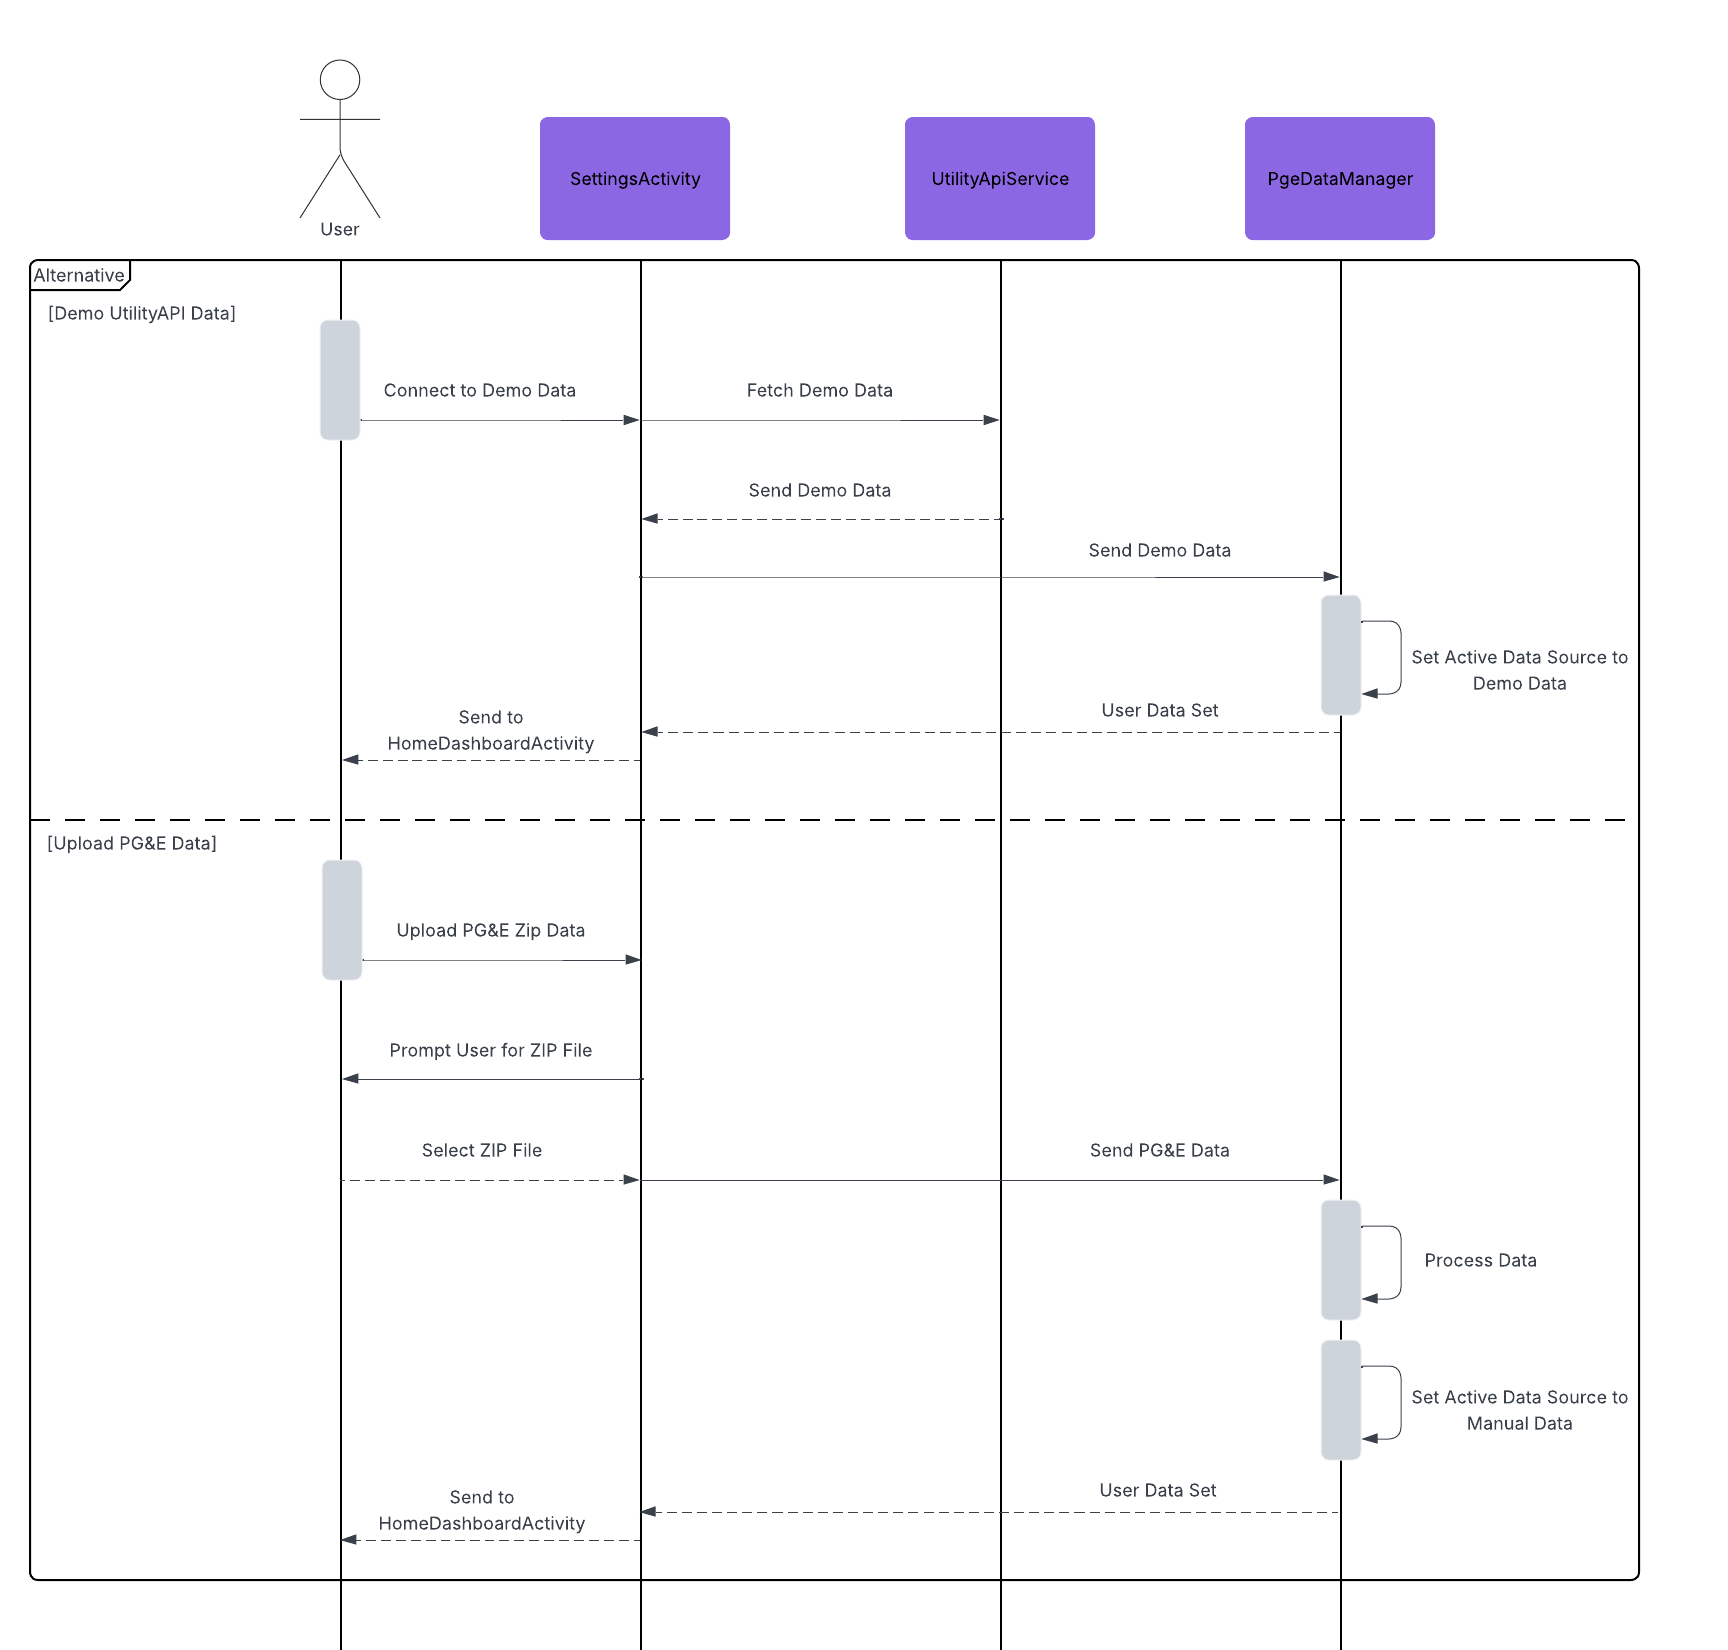 User
SettingsActivity
UtilityApiService
PgeDataManager
Alternative
[Demo UtilityAPI Data]
Connect to Demo Data
Fetch Demo Data
Send Demo Data
Send Demo Data
Set Active Data Source to
Demo Data
User Data Set
Send to
HomeDashboardActivity
[Upload PG&E Data]
Upload PG&E Zip Data
Prompt User for ZIP File
Select ZIP File
Send PG&E Data
Process Data
Set Active Data Source to
Manual Data
User Data Set
Send to
HomeDashboardActivity